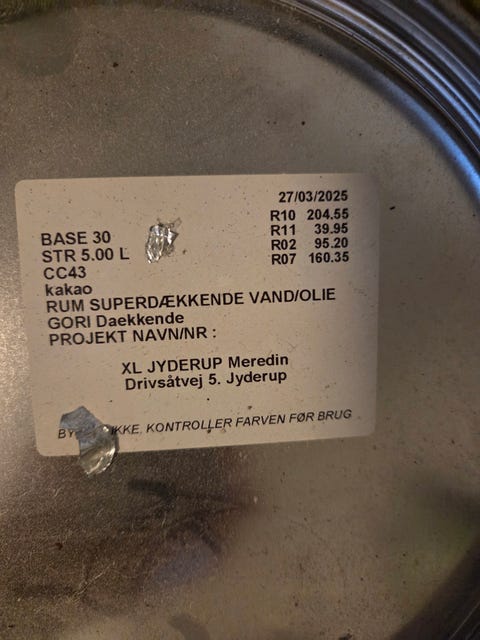 27/03/2025
R10 204.55
R11 39.95
R02 95.20
R07 160.35
BASE 30
STR 5.00 L
CC43
kakao
RUM SUPERDÆKKENDE VAND/OLIE
GORI Daekkende
PROJEKT NAVN/NR :
XL JYDERUP Meredin
Drivsåtvej 5. Jyderup
IKKE. KONTROLLER FARVEN FØR BRUG